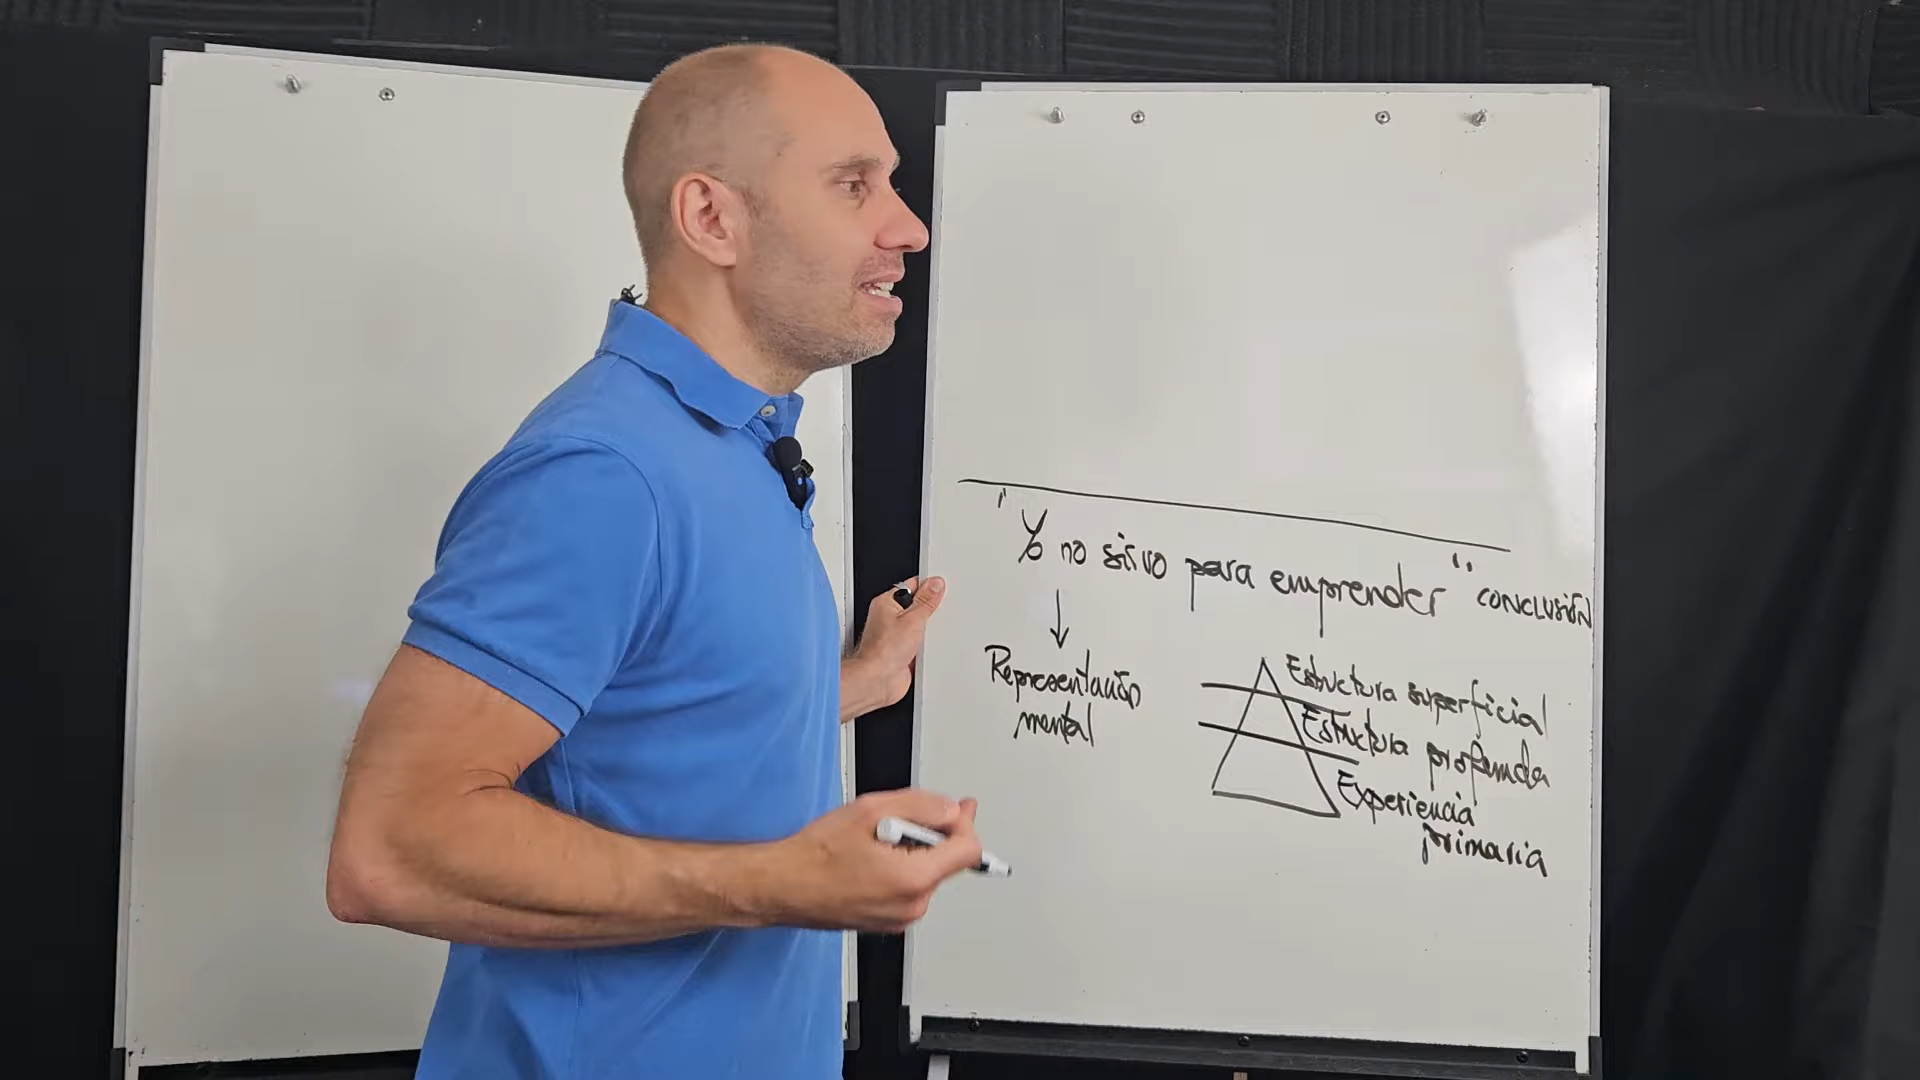 "Yo no sirvo para emprender" CONCLUSIÓN
Representación
mental
Estructura superficial
Estructura profunda
Experiencia
primaria